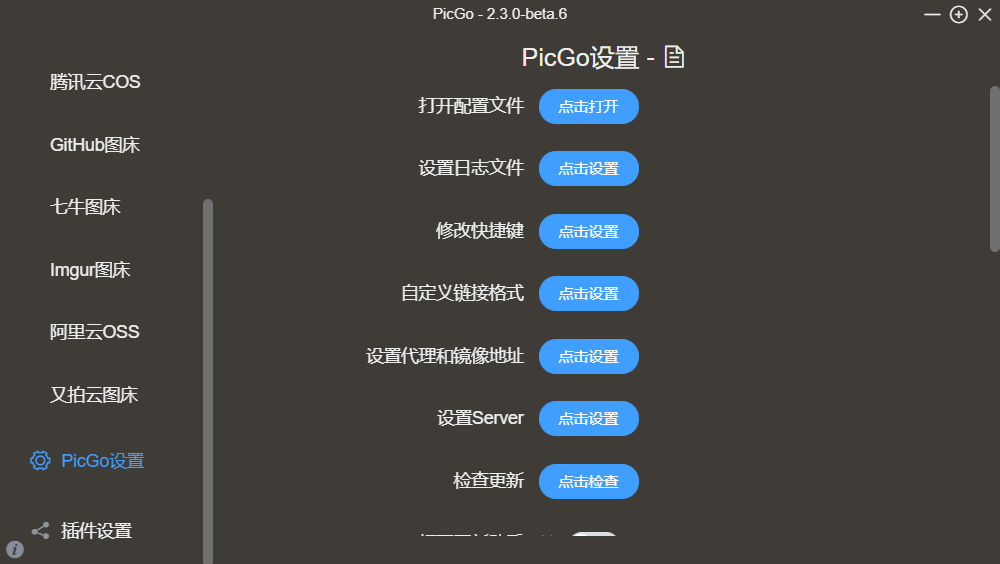 PicGo - 2.3.0-beta.6
腾讯云COS
GitHub图床
七牛图床
Imgur图床
阿里云OSS
又拍云图床
PicGo设置
插件设置
PicGo设置 -
打开配置文件 点击打开
设置日志文件 点击设置
修改快捷键 点击设置
自定义链接格式 点击设置
设置代理和镜像地址 点击设置
设置Server 点击设置
检查更新 点击检查